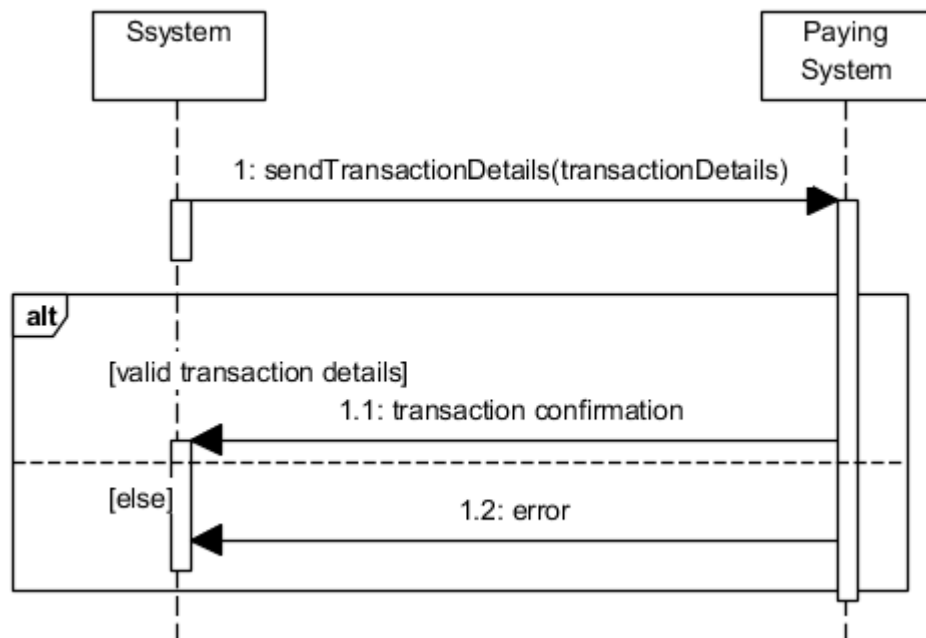 Ssystem
Paying
System
1: sendTransactionDetails(transactionDetails)
alt
[valid transaction details]
1.1: transaction confirmation
[else]
1.2: error